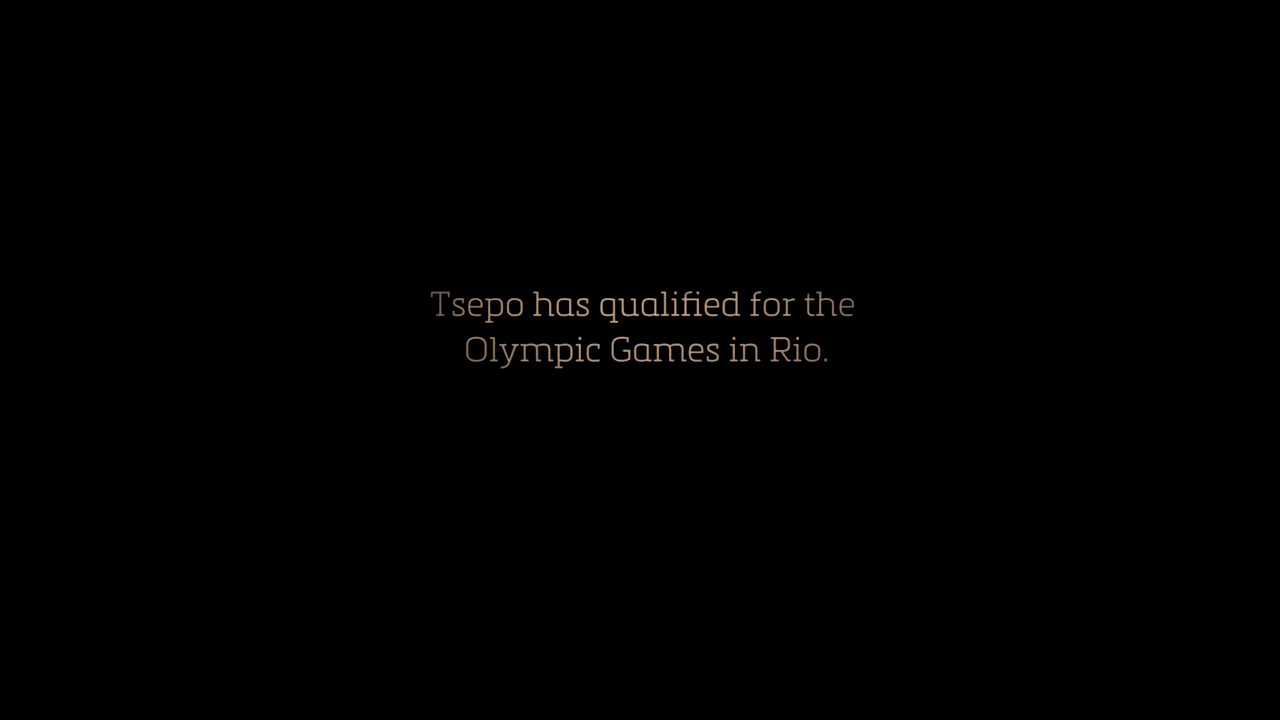 Tsepo has qualified for the
Olympic Games in Rio.